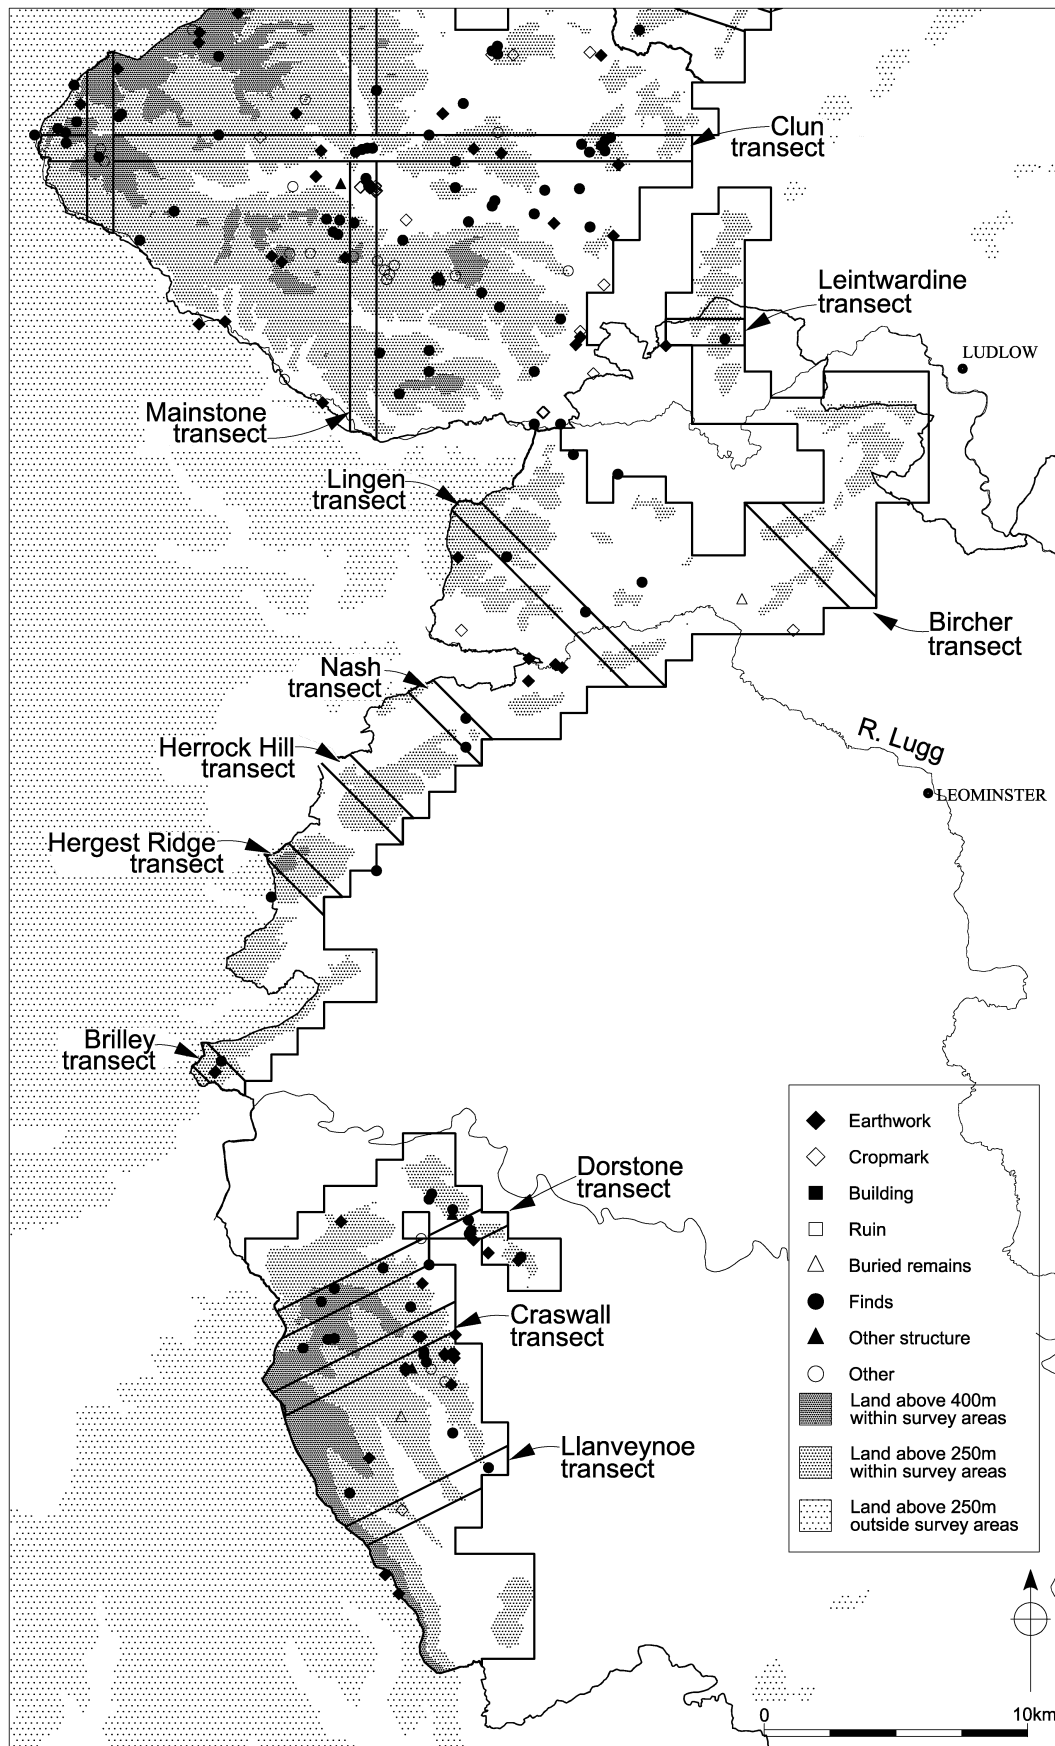 Clun
transect
Leintwardine
transect
LUDLOW
Mainstone
transect
Lingen
transect
Bircher
transect
Nash
transect
R. Lugg
Herrock Hill
transect
LEOMINSTER
Hergest Ridge
transect
Brilley
transect
Dorstone
transect
Craswall
transect
Llanveynoe
transect
Earthwork
Cropmark
Building
Ruin
Buried remains
Finds
Other structure
Other
Land above 400m
within survey areas
Land above 250m
within survey areas
Land above 250m
outside survey areas
0 10km